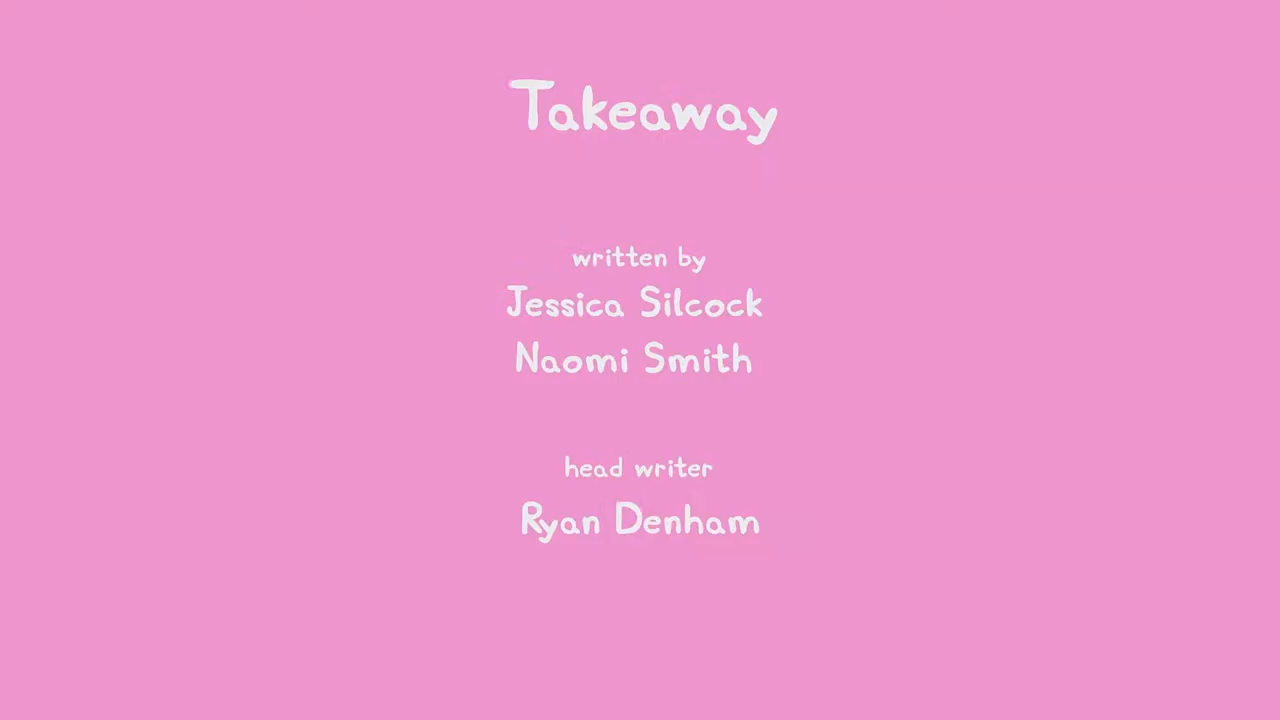 Takeaway
written by
Jessica Silcock
Naomi Smith
head writer
Ryan Denham